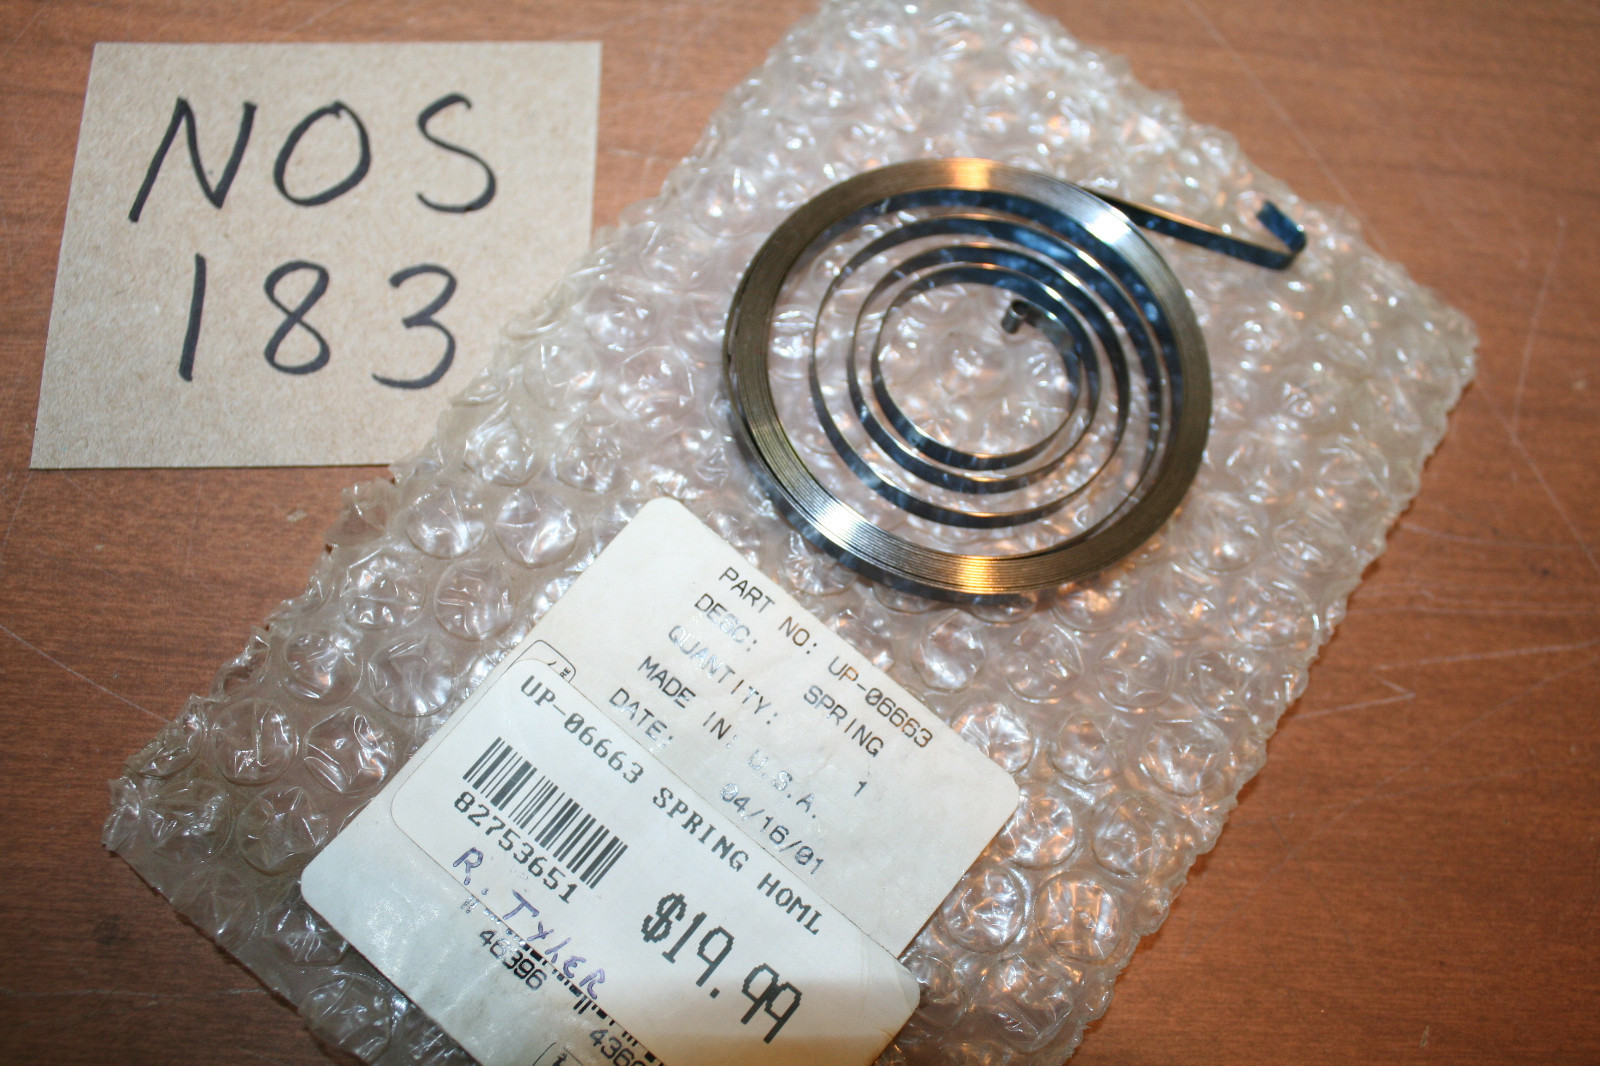 NOS
183
PART NO: UP-06663
DESC: SPRING
QUANTITY: 1
MADE IN: U.S.A.
DATE: 04/16/01
UP-06663 SPRING HOML
82753651
$19.99
R. TYLER
46396